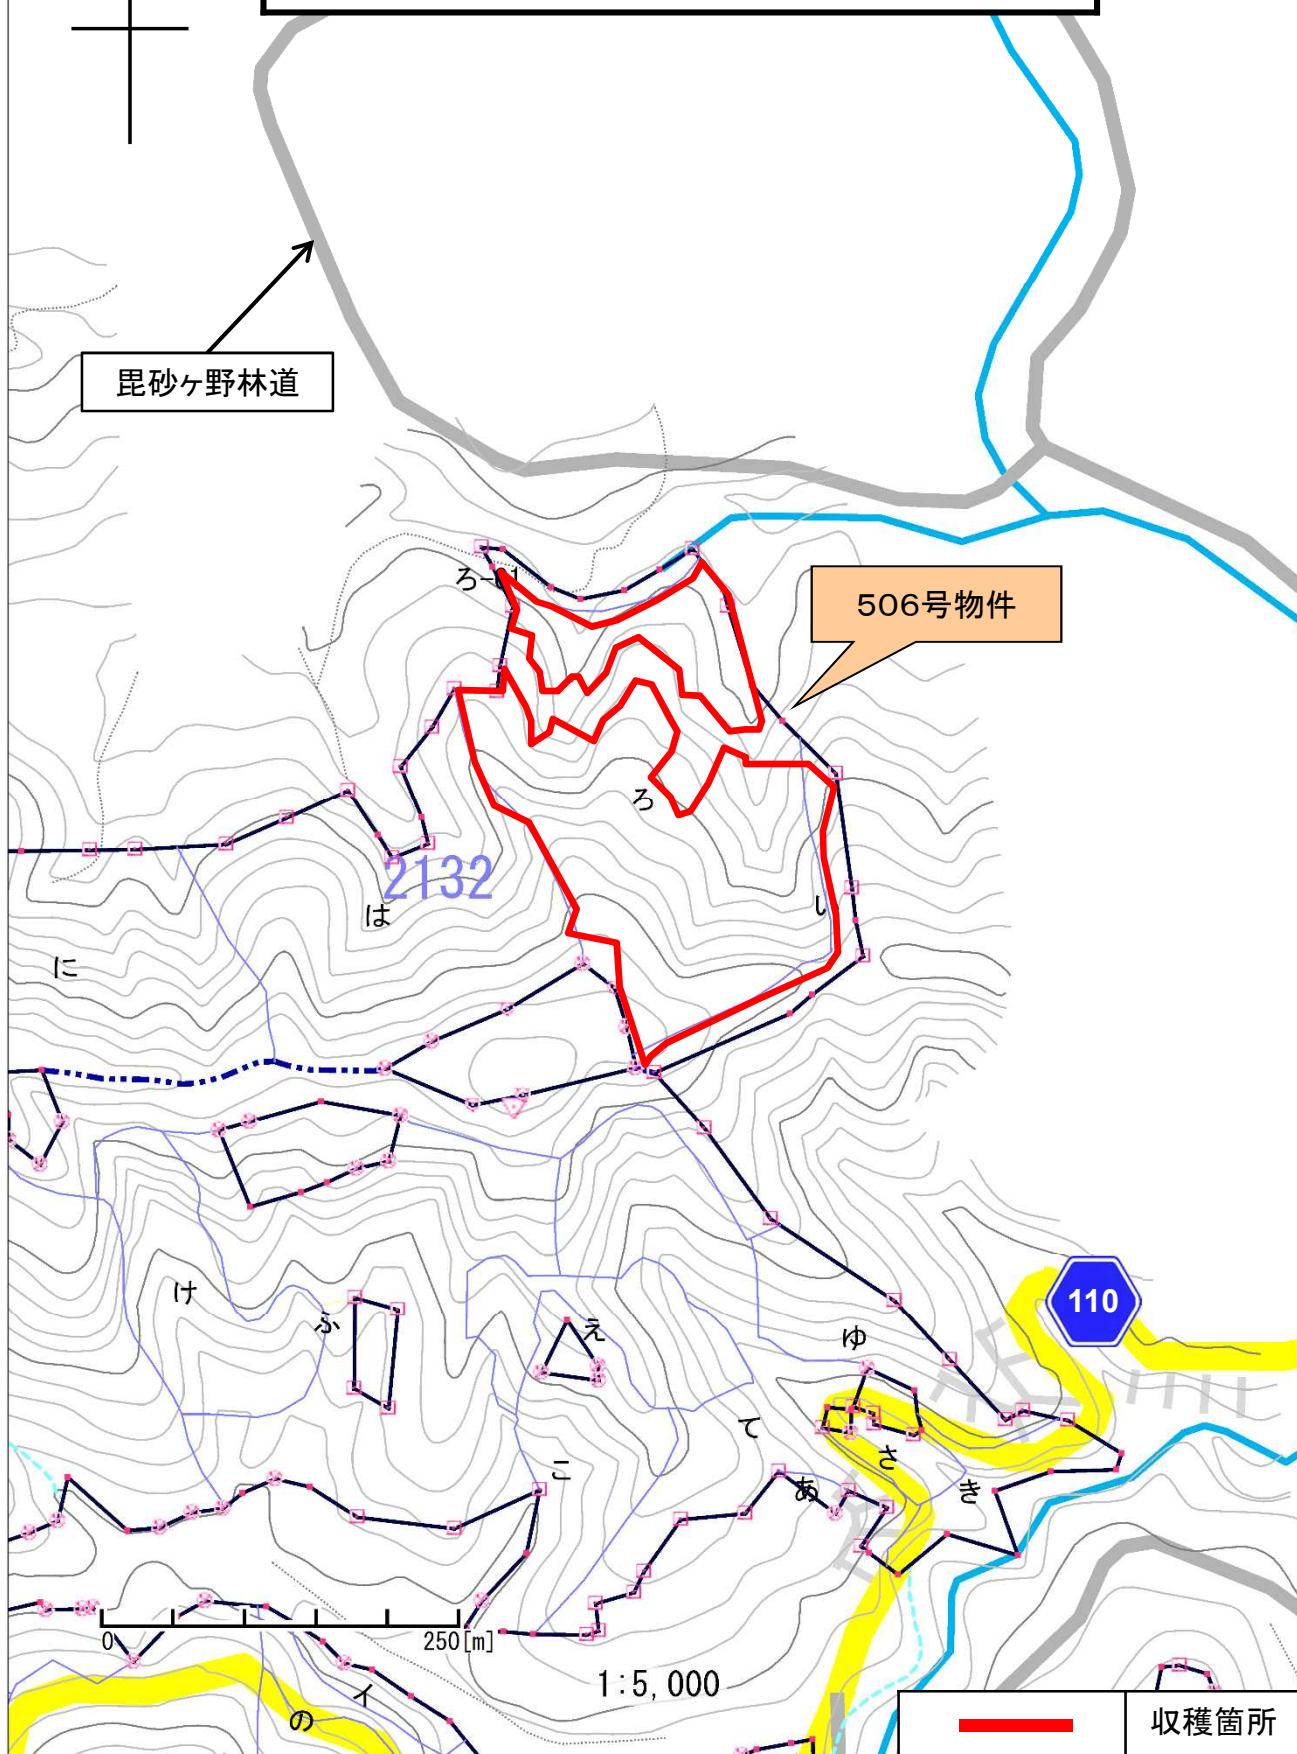 毘砂ヶ野林道
ろ-01
506号物件
ろ
2132
は
い
に
け
ふ
え
110
ゆ
て
さ
こ
あ
き
0 250[m]
1:5,000
イ
の
収穫箇所